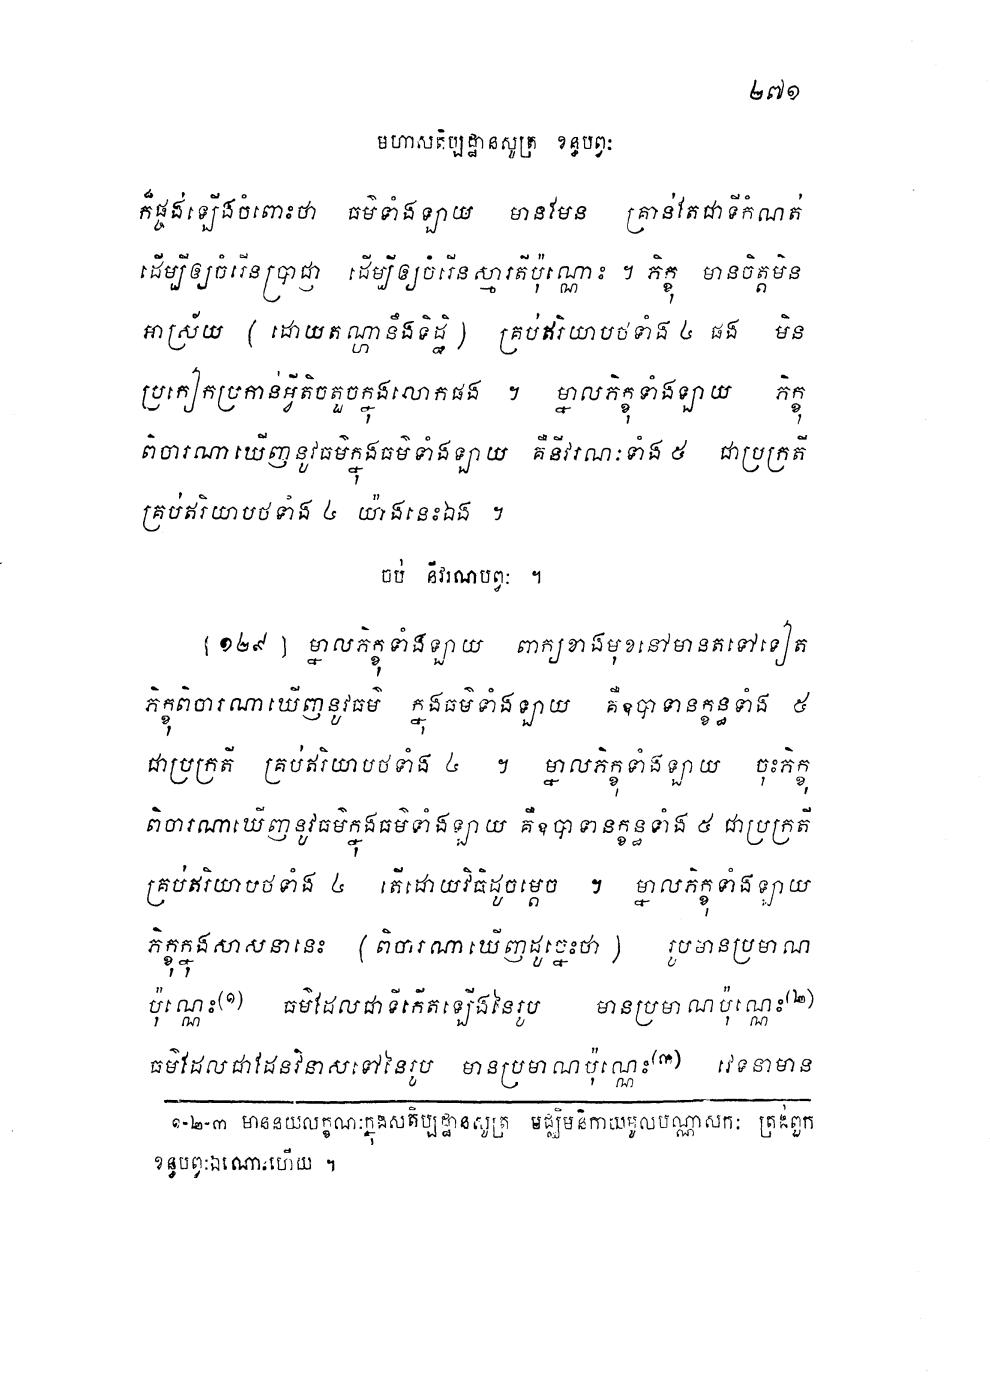 ២៧១
មហាសតិប្បដ្ឋានសូត្រ ខន្ធបព្វៈ
ក៏ផ្ចង់ឡើងចំពោះថា ធម៌ទាំងឡាយ មានមែន គ្រាន់តែជាទីកំណត់
ដើម្បីឲ្យចំរើនប្រាជ្ញា ដើម្បីឲ្យចំរើនស្មារតីប៉ុណ្ណោះ ។ ភិក្ខុ មានចិត្តមិន
អាស្រ័យ ( ដោយតណ្ហានឹងទិដ្ឋិ ) គ្រប់ឥរិយាបថទាំង ៤ ផង មិន
ប្រកៀកប្រកាន់អ្វីតិចតួចក្នុងលោកផង ។ ម្នាលភិក្ខុទាំងឡាយ ភិក្ខុ
ពិចារណាឃើញនូវធម៌ក្នុងធម៌ទាំងឡាយ គឺនីវរណៈទាំង ៥ ជាប្រក្រតី
គ្រប់ឥរិយាបថទាំង ៤ យ៉ាងនេះឯង ។
ចប់ នីវរណបព្វៈ ។
[ ១២៩ ] ម្នាលភិក្ខុទាំងឡាយ ពាក្យខាងមុខនៅមានតទៅទៀត
ភិក្ខុពិចារណាឃើញនូវធម៌ ក្នុងធម៌ទាំងឡាយ គឺឧបាទានក្ខន្ធទាំង ៥
ជាប្រក្រតី គ្រប់ឥរិយាបថទាំង ៤ ។ ម្នាលភិក្ខុទាំងឡាយ ចុះភិក្ខុ
ពិចារណាឃើញនូវធម៌ក្នុងធម៌ទាំងឡាយ គឺឧបាទានក្ខន្ធទាំង ៥ ជាប្រក្រតី
គ្រប់ឥរិយាបថទាំង ៤ តើដោយវិធីដូចម្តេច ។ ម្នាលភិក្ខុទាំងឡាយ
ភិក្ខុក្នុងសាសនានេះ ( ពិចារណាឃើញដូច្នេះថា ) រូបមានប្រមាណ
ប៉ុណ្ណេះ(១) ធម៌ដែលជាទីកើតឡើងនៃរូប មានប្រមាណប៉ុណ្ណេះ(២)
ធម៌ដែលជាដែនវិនាសទៅនៃរូប មានប្រមាណប៉ុណ្ណេះ(៣) វេទនាមាន
១-២-៣ មាននយលក្ខណៈក្នុងសតិប្បដ្ឋានសូត្រ មជ្ឈិមនិកាយមូលបណ្ណាសកៈ ត្រង់ពួក
ខន្ធបព្វៈឯណោះហើយ ។